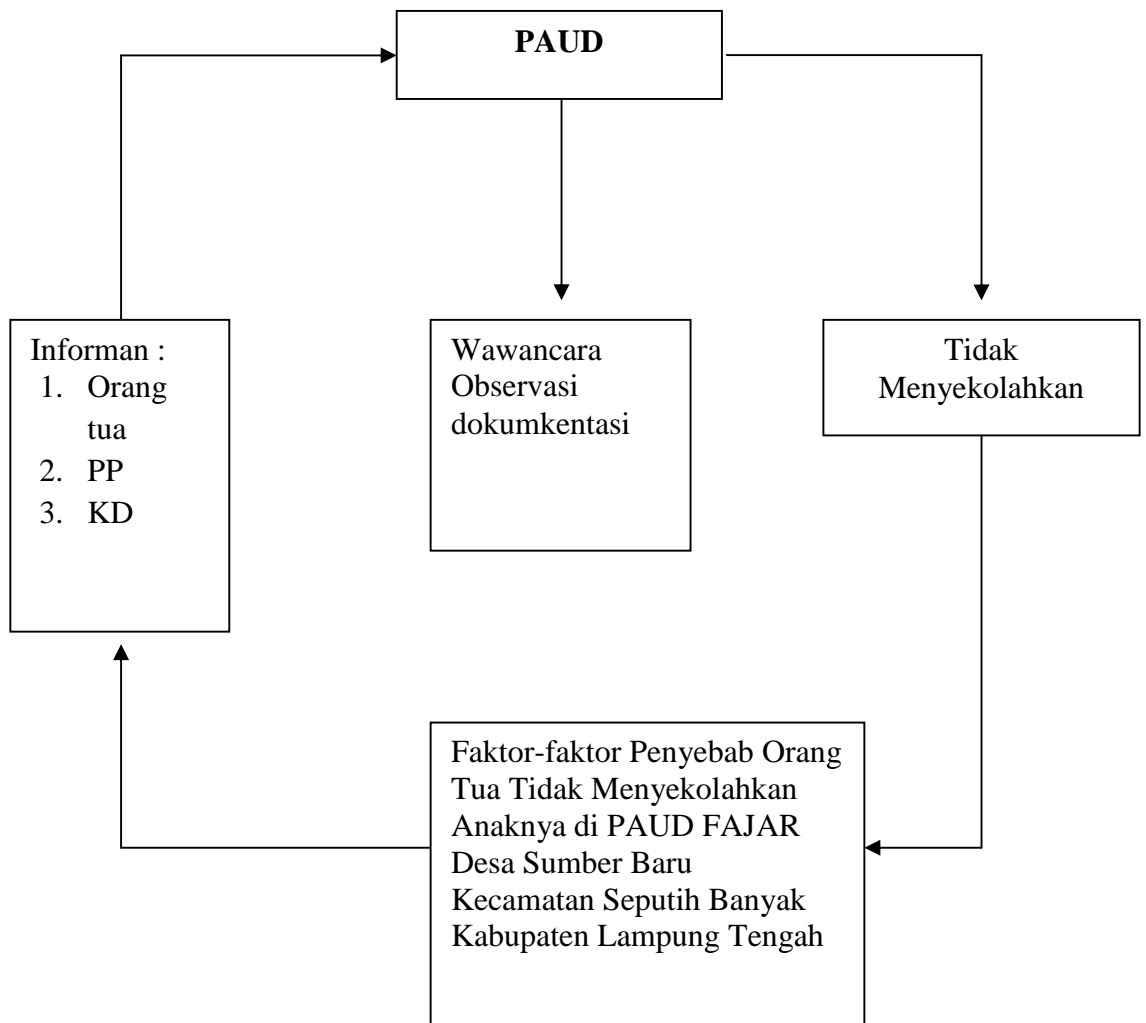 PAUD
Informan :
1. Orang
tua
2. PP
3. KD
Wawancara
Observasi
dokumkentasi
Tidak
Menyekolahkan
Faktor-faktor Penyebab Orang
Tua Tidak Menyekolahkan
Anaknya di PAUD FAJAR
Desa Sumber Baru
Kecamatan Seputih Banyak
Kabupaten Lampung Tengah